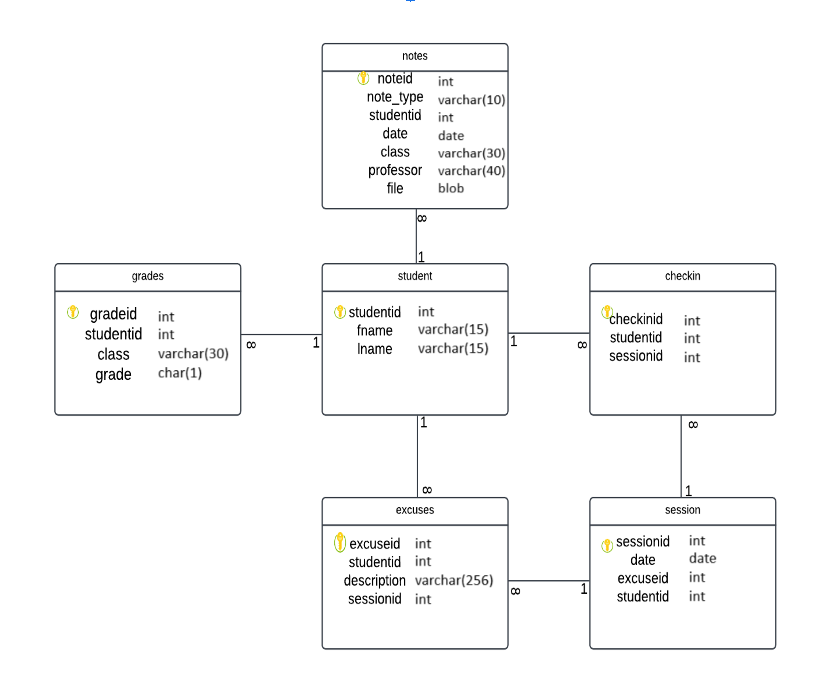 notes
noteid int
note_type varchar(10)
studentid int
date date
class varchar(30)
professor varchar(40)
file blob
∞
1
grades
gradeid int
studentid int
class varchar(30)
grade char(1)
∞ 1
student
studentid int
fname varchar(15)
lname varchar(15)
1 ∞
checkin
checkinid int
studentid int
sessionid int
1
∞
∞
1
excuses
excuseid int
studentid int
description varchar(256)
sessionid int
∞ 1
session
sessionid int
date date
excuseid int
studentid int